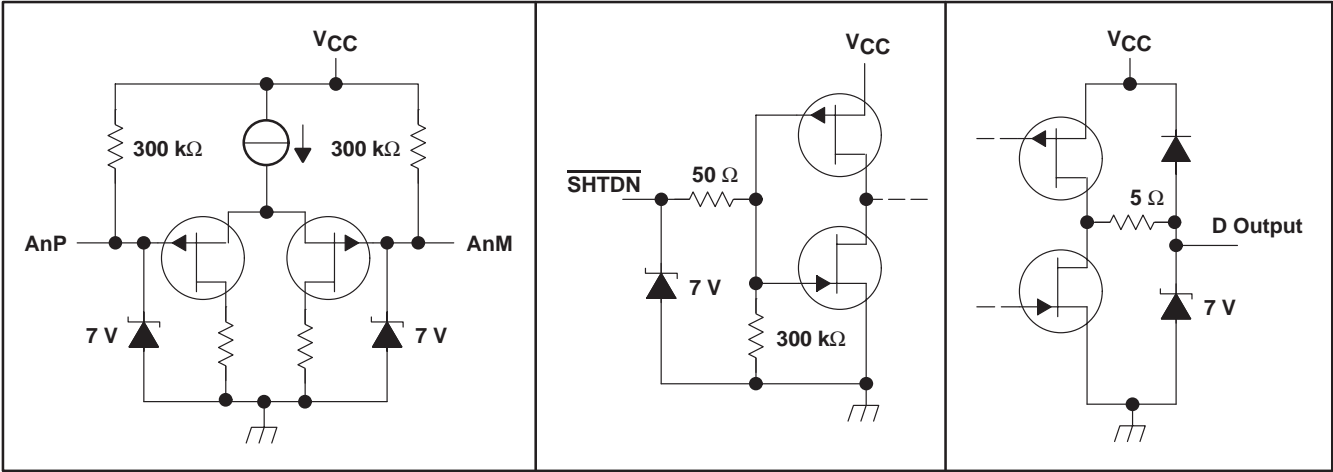 VCC
300 kΩ
300 kΩ
AnP
AnM
7 V
7 V
VCC
50 Ω
SHTDN
7 V
300 kΩ
VCC
5 Ω
D Output
7 V